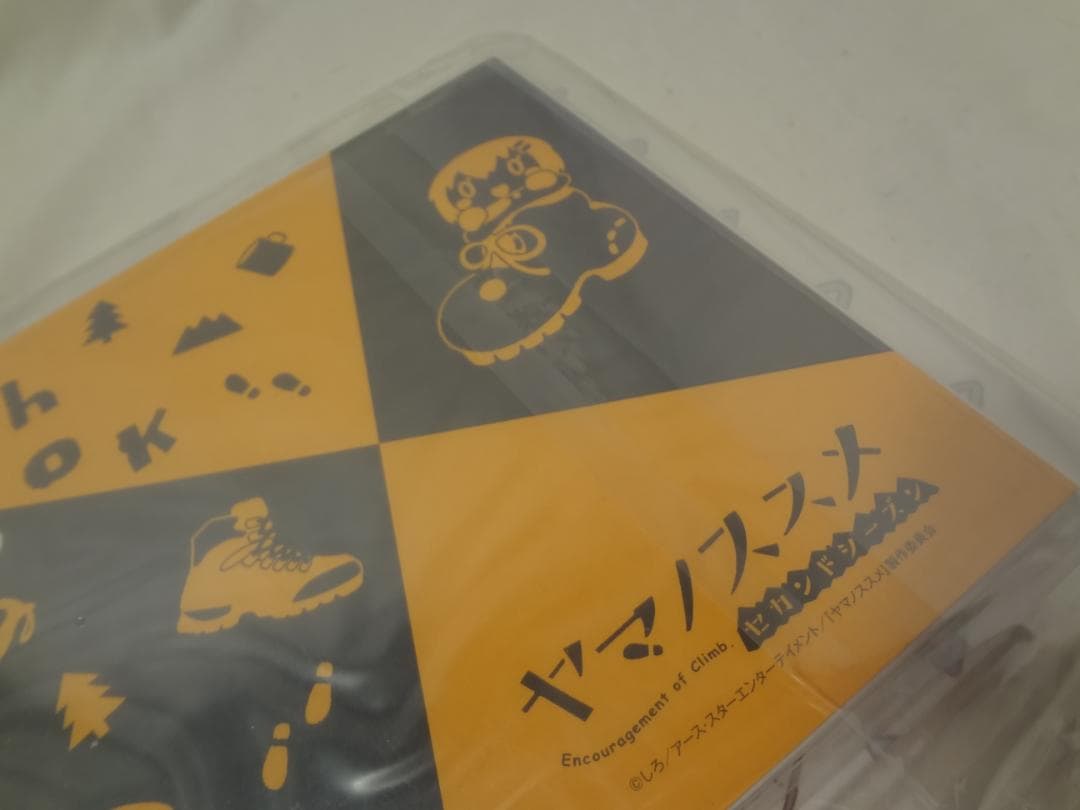 h
OK
ヤマノススメ
セカンドシーズン
Encouragement of Climb.
©しろ/アース・スターエンターテイメント/『ヤマノススメ』製作委員会